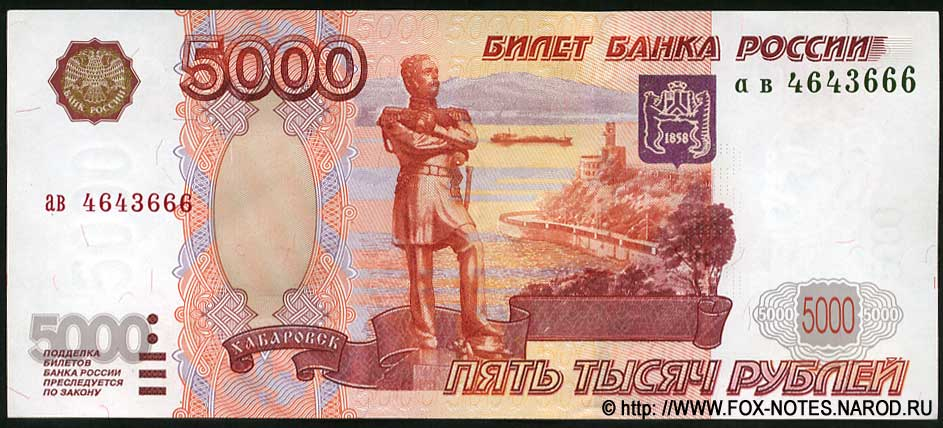 5000
БИЛЕТ БАНКА РОССИИ
БАНК РОССИИ
ав 4643666
1858
ав 4643666
5000
ПОДДЕЛКА
БИЛЕТОВ
БАНКА РОССИИ
ПРЕСЛЕДУЕТСЯ
ПО ЗАКОНУ
ХАБАРОВСК
5000 5000 5000
ПЯТЬ ТЫСЯЧ РУБЛЕЙ
© http: //WWW.FOX-NOTES.NAROD.RU